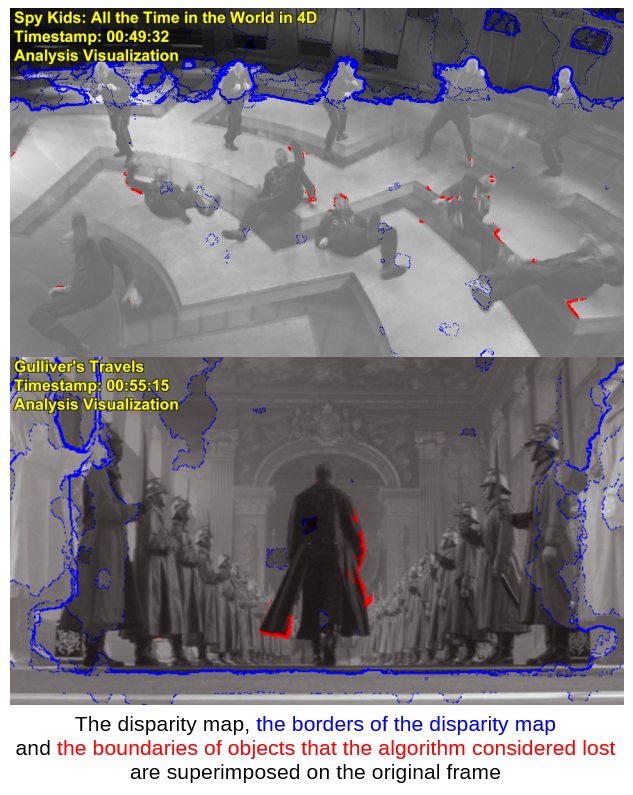 Spy Kids: All the Time in the World in 4D
Timestamp: 00:49:32
Analysis Visualization
Gulliver's Travels
Timestamp: 00:55:15
Analysis Visualization
The disparity map, the borders of the disparity map
and the boundaries of objects that the algorithm considered lost
are superimposed on the original frame